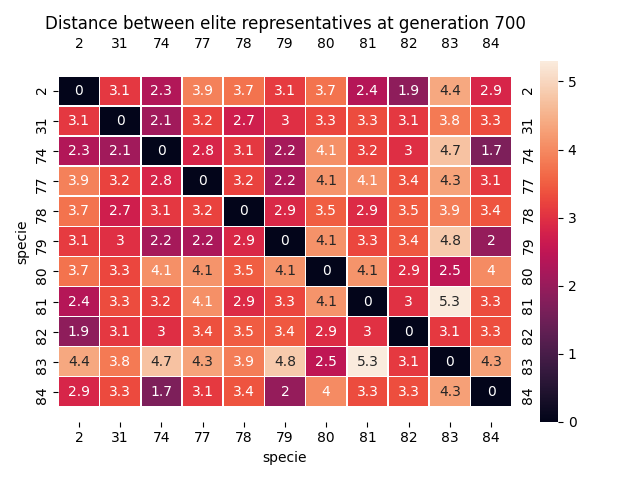 Distance between elite representatives at generation 700
2 31 74 77 78 79 80 81 82 83 84
2 0 3.1 2.3 3.9 3.7 3.1 3.7 2.4 1.9 4.4 2.9 2
31 3.1 0 2.1 3.2 2.7 3 3.3 3.3 3.1 3.8 3.3 31
74 2.3 2.1 0 2.8 3.1 2.2 4.1 3.2 3 4.7 1.7 74
77 3.9 3.2 2.8 0 3.2 2.2 4.1 4.1 3.4 4.3 3.1 77
78 3.7 2.7 3.1 3.2 0 2.9 3.5 2.9 3.5 3.9 3.4 78
79 3.1 3 2.2 2.2 2.9 0 4.1 3.3 3.4 4.8 2 79
80 3.7 3.3 4.1 4.1 3.5 4.1 0 4.1 2.9 2.5 4 80
81 2.4 3.3 3.2 4.1 2.9 3.3 4.1 0 3 5.3 3.3 81
82 1.9 3.1 3 3.4 3.5 3.4 2.9 3 0 3.1 3.3 82
83 4.4 3.8 4.7 4.3 3.9 4.8 2.5 5.3 3.1 0 4.3 83
84 2.9 3.3 1.7 3.1 3.4 2 4 3.3 3.3 4.3 0 84
2 31 74 77 78 79 80 81 82 83 84
specie
specie
5
4
3
2
1
0